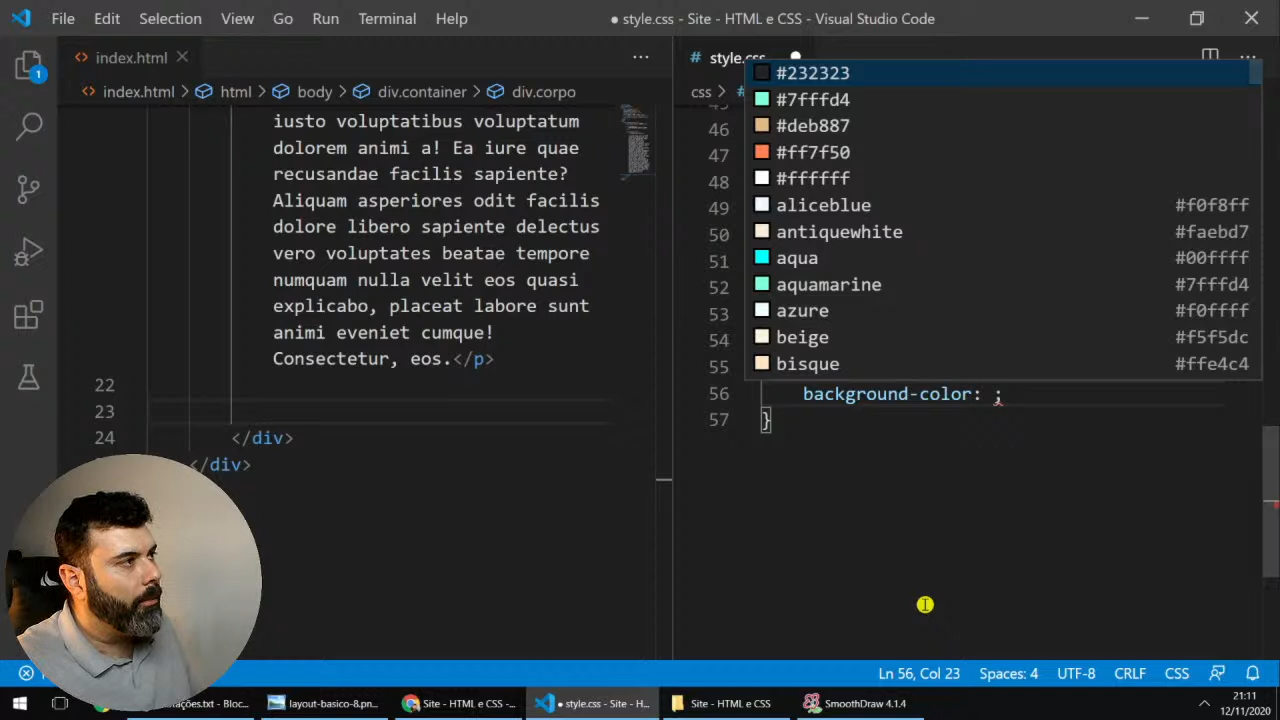 File Edit Selection View Go Run Terminal Help ● style.css - Site - HTML e CSS - Visual Studio Code
index.html
index.html > html > body > div.container > div.corpo
iusto voluptatibus voluptatum
dolorem animi a! Ea iure quae
recusandae facilis sapiente?
Aliquam asperiores odit facilis
dolore libero sapiente delectus
vero voluptates beatae tempore
numquam nulla velit eos quasi
explicabo, placeat labore sunt
animi eveniet cumque!
Consectetur, eos.</p>
22
23
24 </div>
</div>
style.css
css > #
#232323
#7fffd4
46 #deb887
47 #ff7f50
48 #ffffff
49 aliceblue #f0f8ff
50 antiquewhite #faebd7
51 aqua #00ffff
52 aquamarine #7fffd4
53 azure #f0ffff
54 beige #f5f5dc
55 bisque #ffe4c4
56 background-color: ;
57 }
1
Ln 56, Col 23 Spaces: 4 UTF-8 CRLF CSS
layout-basico-8.pn... Site - HTML e CSS -... ● style.css - Site - H... Site - HTML e CSS SmoothDraw 4.1.4 21:11
12/11/2020